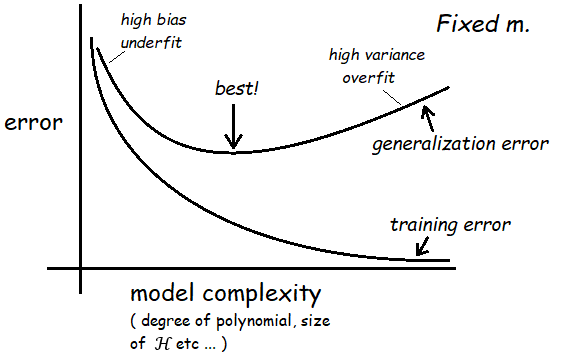 high bias
underfit
Fixed m.
high variance
overfit
best!
error
generalization error
training error
model complexity
( degree of polynomial, size
of ℋ etc ... )